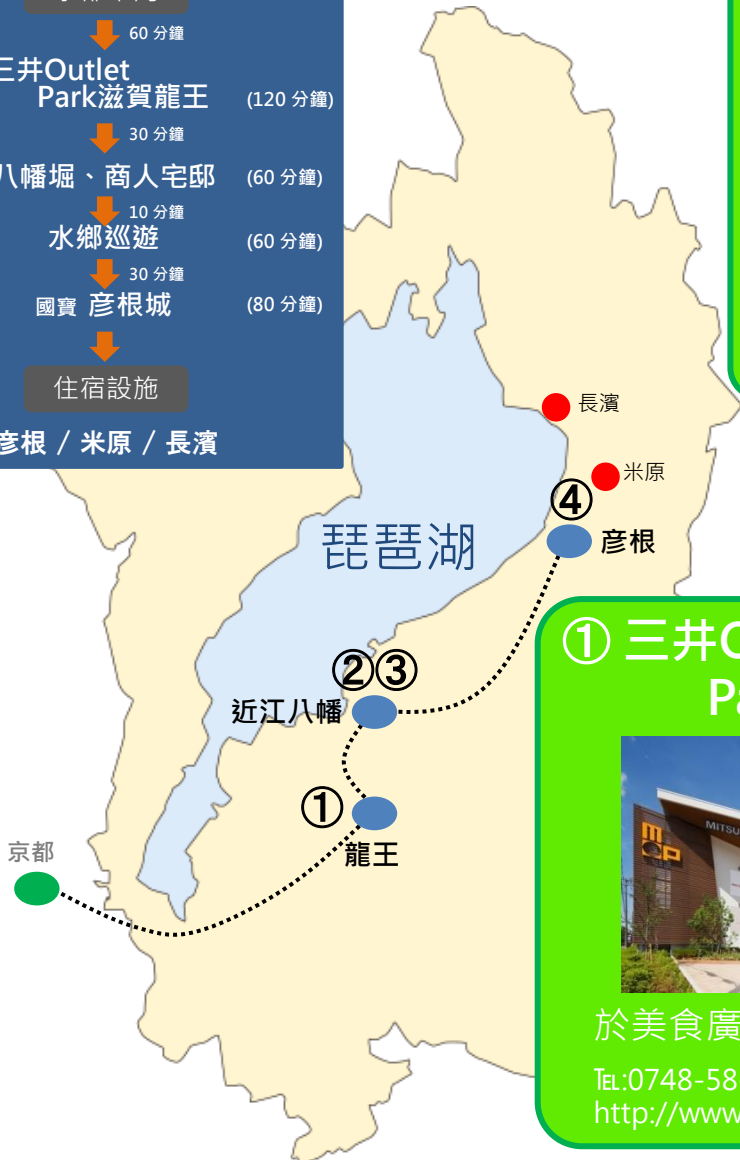 60 分鐘
三井Outlet
Park滋賀龍王 (120 分鐘)
30 分鐘
八幡堀、商人宅邸 (60 分鐘)
10 分鐘
水鄉巡遊 (60 分鐘)
30 分鐘
國寶 彦根城 (80 分鐘)
住宿設施
彦根 / 米原 / 長濱
長濱
米原
④
彦根
琵琶湖
②③
近江八幡
①
龍王
京都
① 三井O
Pa
MITSU
於美食廣
TEL:0748-58
http://www